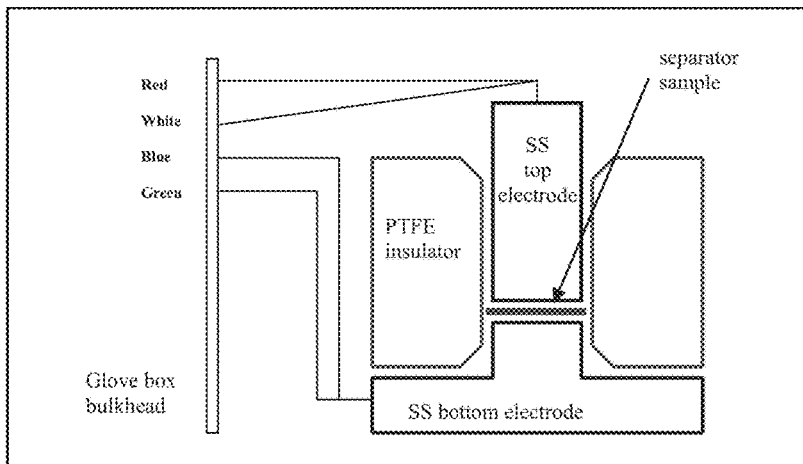 separator
sample
Red
White
Blue
Green
SS
top
electrode
PTFE
insulator
Glove box
bulkhead
SS bottom electrode